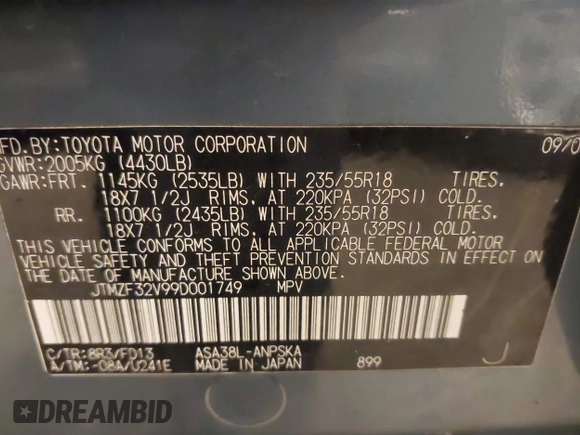 MFD. BY: TOYOTA MOTOR CORPORATION 09/0
GVWR: 2005KG (4430LB)
GAWR: FRT. 1145KG (2535LB) WITH 235/55R18 TIRES.
18X7 1/2J RIMS. AT 220KPA (32PSI) COLD.
RR. 1100KG (2435LB) WITH 235/55R18 TIRES.
18X7 1/2J RIMS. AT 220KPA (32PSI) COLD.
THIS VEHICLE CONFORMS TO ALL APPLICABLE FEDERAL MOTOR
VEHICLE SAFETY AND THEFT PREVENTION STANDARDS IN EFFECT ON
THE DATE OF MANUFACTURE SHOWN ABOVE.
JTMZF32V99D001749 MPV
C/TR: 8R3/FD13 ASA38L-ANPSKA
A/TM: -08A/U241E MADE IN JAPAN 899 J
DREAMBID